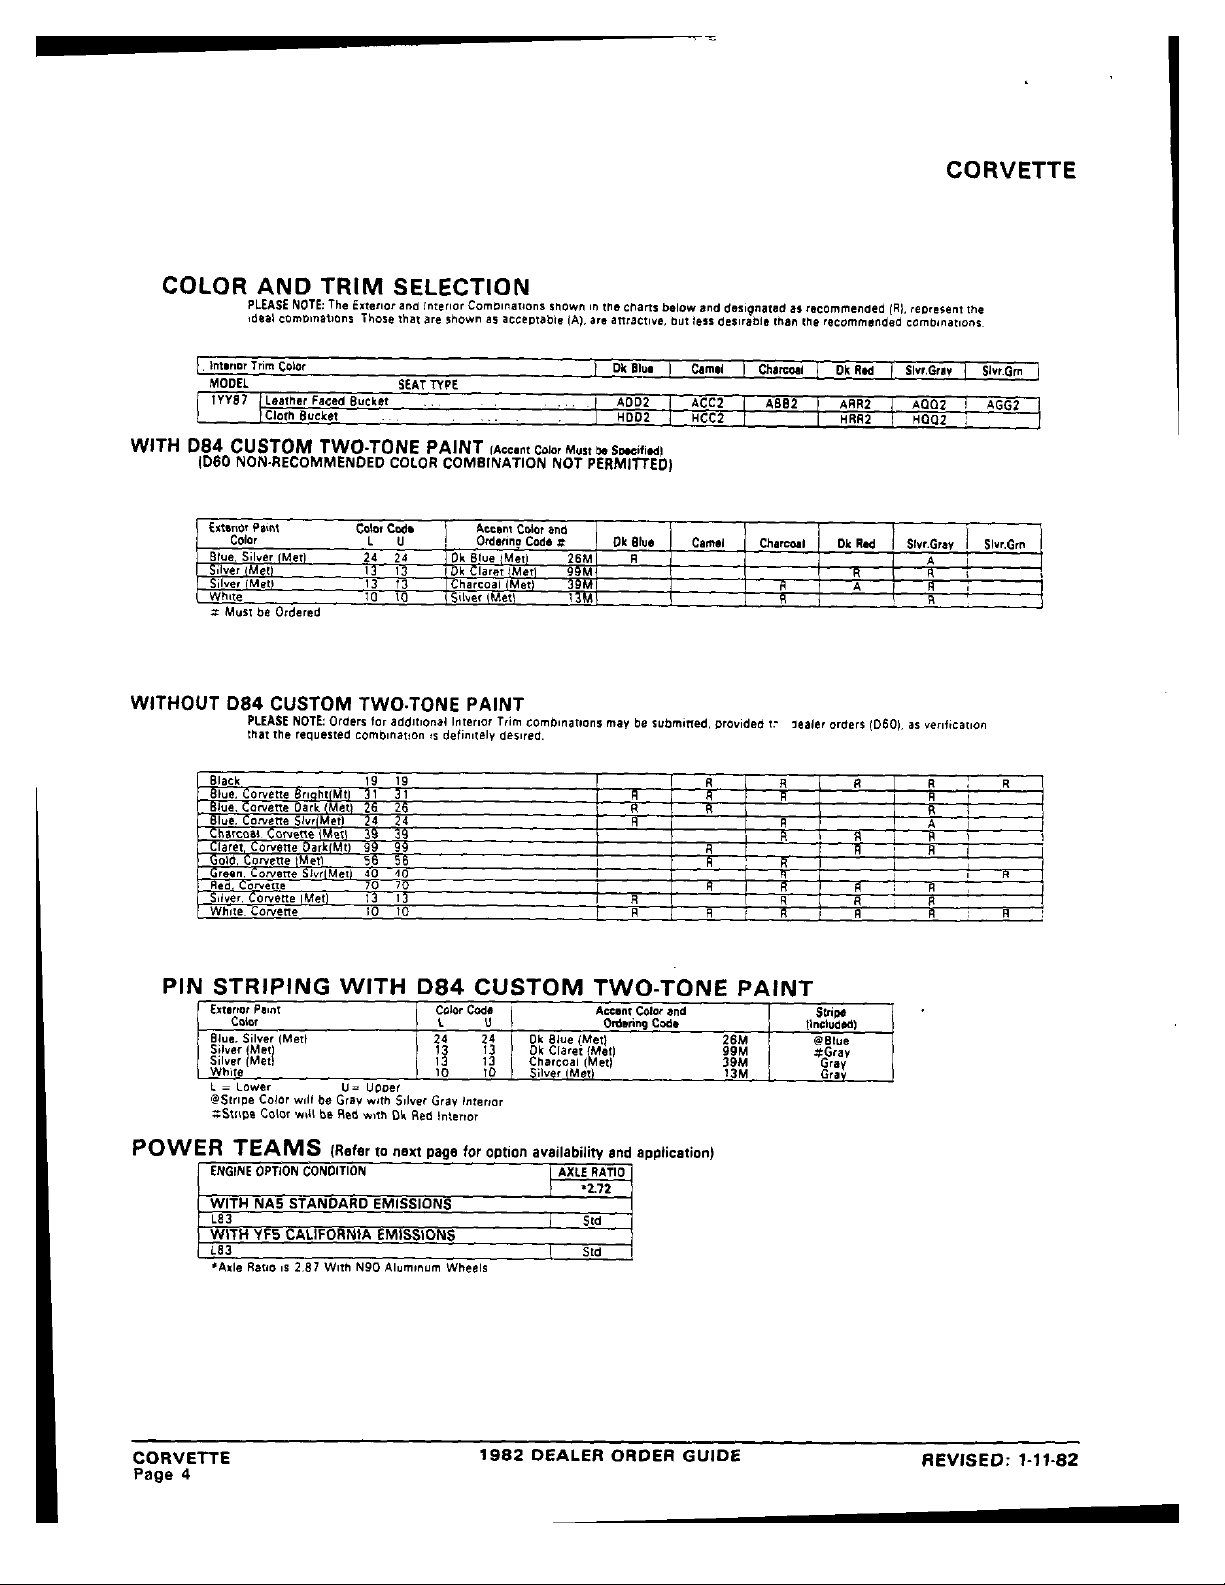 CORVETTE
COLOR AND TRIM SELECTION
PLEASE NOTE: The Exterior and Interior Combinations shown in the charts below and designated as recommended (R), represent the
ideal combinations Those that are shown as acceptable (A), are attractive, but less desirable than the recommended combinations.
Interior Trim Color Dk Blue Camel Charcoal Dk Red Slvr.Gray Slvr.Grn
MODEL SEAT TYPE
1YY87 Leather Faced Bucket ADD2 ACC2 ABB2 ARR2 AQQ2 AGG2
Cloth Bucket HDD2 HCC2 HRR2 HQQ2
WITH D84 CUSTOM TWO-TONE PAINT (Accent Color Must be Specified)
(D60 NON-RECOMMENDED COLOR COMBINATION NOT PERMITTED)
Exterior Paint Color Code Accent Color and
Color L U Ordering Code # Dk Blue Camel Charcoal Dk Red Slvr.Gray Slvr.Grn
Blue, Silver (Met) 24 24 Dk Blue (Met) 26M R A
Silver (Met) 13 13 Dk Claret (Met) 99M R R
Silver (Met) 13 13 Charcoal (Met) 39M R A R
White 10 10 Silver (Met) 13M R R
# Must be Ordered
WITHOUT D84 CUSTOM TWO-TONE PAINT
PLEASE NOTE: Orders for additional Interior Trim combinations may be submitted, provided dealer orders (D60), as verification
that the requested combination is definitely desired.
Black 19 19 R R R R R
Blue, Corvette Bright(Mt) 31 31 R R R R
Blue, Corvette Dark (Met) 26 26 R R R
Blue, Corvette Slvr(Met) 24 24 R R A
Charcoal, Corvette (Met) 39 39 R R R
Claret, Corvette Dark(Mt) 99 99 R R R
Gold, Corvette (Met) 56 56 R R
Green, Corvette Slvr(Met) 40 40 R R
Red, Corvette 70 70 R R R R
Silver, Corvette (Met) 13 13 R R R R
White, Corvette 10 10 R R R R R R
PIN STRIPING WITH D84 CUSTOM TWO-TONE PAINT
Exterior Paint Color Code Accent Color and Stripe
Color L U Ordering Code (included)
Blue, Silver (Met) 24 24 Dk Blue (Met) 26M @Blue
Silver (Met) 13 13 Dk Claret (Met) 99M #Gray
Silver (Met) 13 13 Charcoal (Met) 39M Gray
White 10 10 Silver (Met) 13M Gray
L = Lower U = Upper
@Stripe Color will be Gray with Silver Gray Interior
#Stripe Color will be Red with Dk Red Interior
POWER TEAMS (Refer to next page for option availability and application)
ENGINE OPTION CONDITION AXLE RATIO
*2.72
WITH NA5 STANDARD EMISSIONS
L83 Std
WITH YF5 CALIFORNIA EMISSIONS
L83 Std
*Axle Ratio is 2.87 With N90 Aluminum Wheels
CORVETTE 1982 DEALER ORDER GUIDE REVISED: 1-11-82
Page 4